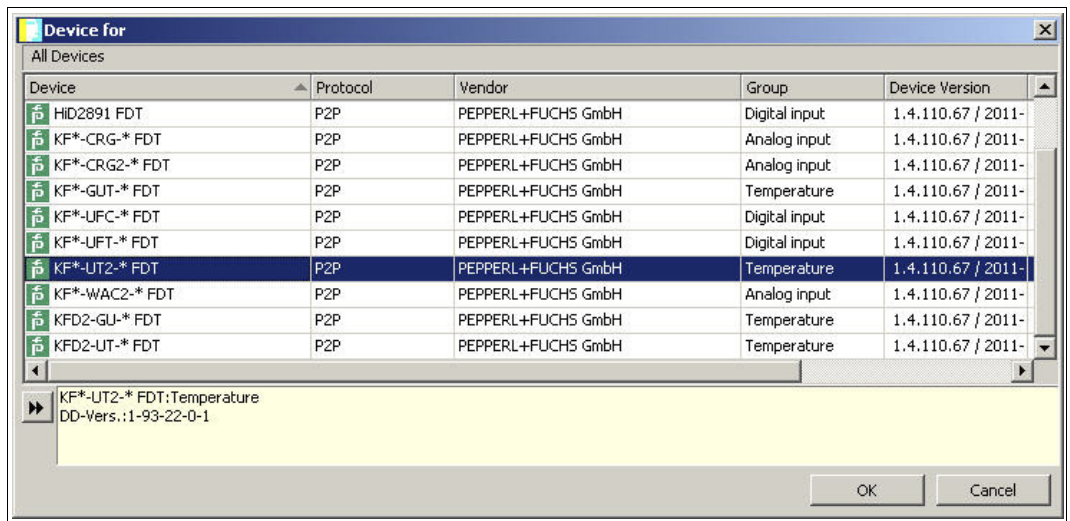 Device for
All Devices
Device Protocol Vendor Group Device Version
HiD2891 FDT P2P PEPPERL+FUCHS GmbH Digital input 1.4.110.67 / 2011-
KF*-CRG-* FDT P2P PEPPERL+FUCHS GmbH Analog input 1.4.110.67 / 2011-
KF*-CRG2-* FDT P2P PEPPERL+FUCHS GmbH Analog input 1.4.110.67 / 2011-
KF*-GUT-* FDT P2P PEPPERL+FUCHS GmbH Temperature 1.4.110.67 / 2011-
KF*-UFC-* FDT P2P PEPPERL+FUCHS GmbH Digital input 1.4.110.67 / 2011-
KF*-UFT-* FDT P2P PEPPERL+FUCHS GmbH Digital input 1.4.110.67 / 2011-
KF*-UT2-* FDT P2P PEPPERL+FUCHS GmbH Temperature 1.4.110.67 / 2011-
KF*-WAC2-* FDT P2P PEPPERL+FUCHS GmbH Analog input 1.4.110.67 / 2011-
KFD2-GU-* FDT P2P PEPPERL+FUCHS GmbH Temperature 1.4.110.67 / 2011-
KFD2-UT-* FDT P2P PEPPERL+FUCHS GmbH Temperature 1.4.110.67 / 2011-
KF*-UT2-* FDT:Temperature
DD-Vers.:1-93-22-0-1
OK Cancel